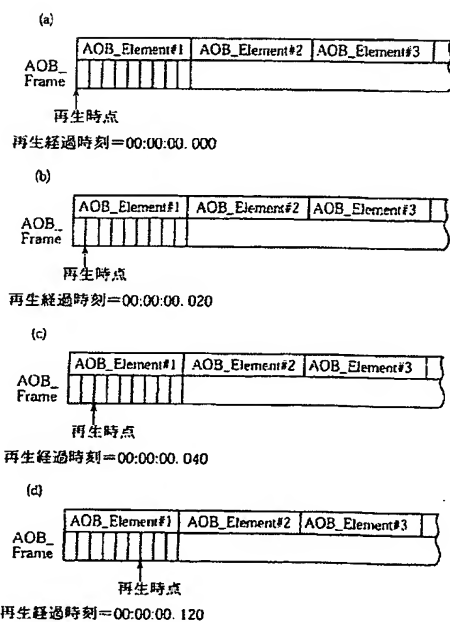 (a)
AOB_Element#1 AOB_Element#2 AOB_Element#3
AOB_
Frame
再生時点
再生経過時刻=00:00:00. 000
(b)
AOB_Element#1 AOB_Element#2 AOB_Element#3
AOB_
Frame
再生時点
再生経過時刻=00:00:00. 020
(c)
AOB_Element#1 AOB_Element#2 AOB_Element#3
AOB_
Frame
再生時点
再生経過時刻=00:00:00. 040
(d)
AOB_Element#1 AOB_Element#2 AOB_Element#3
AOB_
Frame
再生時点
再生経過時刻=00:00:00. 120